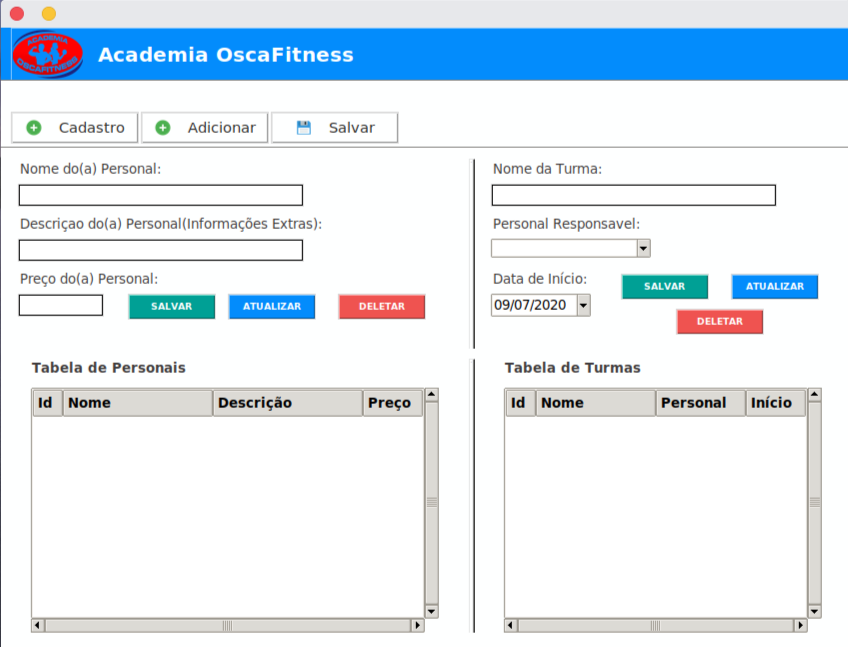 ACADEMIA
OSCAFITNESS
Academia OscaFitness
Cadastro
Adicionar
Salvar
Nome do(a) Personal:
Descriçao do(a) Personal(Informações Extras):
Preço do(a) Personal:
SALVAR
ATUALIZAR
DELETAR
Nome da Turma:
Personal Responsavel:
Data de Início:
09/07/2020
SALVAR
ATUALIZAR
DELETAR
Tabela de Personais
Id Nome Descrição Preço
Tabela de Turmas
Id Nome Personal Início